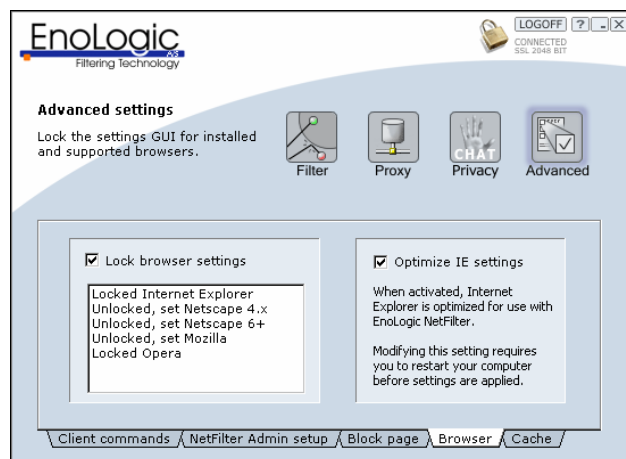 EnoLogic
A/S
Filtering Technology
LOGOFF ? - X
CONNECTED
SSL 2048 BIT
Advanced settings
Lock the settings GUI for installed
and supported browsers.
CHAT
Filter Proxy Privacy Advanced
Lock browser settings
Locked Internet Explorer
Unlocked, set Netscape 4.x
Unlocked, set Netscape 6+
Unlocked, set Mozilla
Locked Opera
Optimize IE settings
When activated, Internet
Explorer is optimized for use with
EnoLogic NetFilter.
Modifying this setting requires
you to restart your computer
before settings are applied.
Client commands NetFilter Admin setup Block page Browser Cache